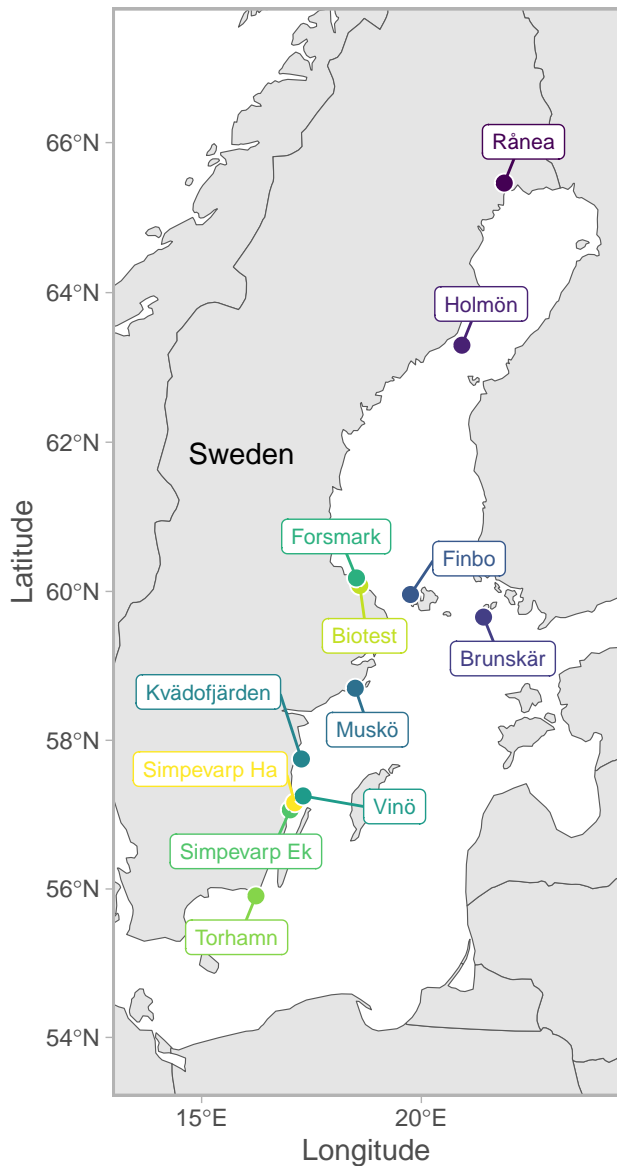 66°N
Rånea
64°N
Holmön
62°N
Sweden
Forsmark
Finbo
60°N
Biotest
Brunskär
Kvädofjärden
Muskö
58°N
Simpevarp Ha
Vinö
Simpevarp Ek
56°N
Torhamn
54°N
15°E
20°E
Longitude
Latitude